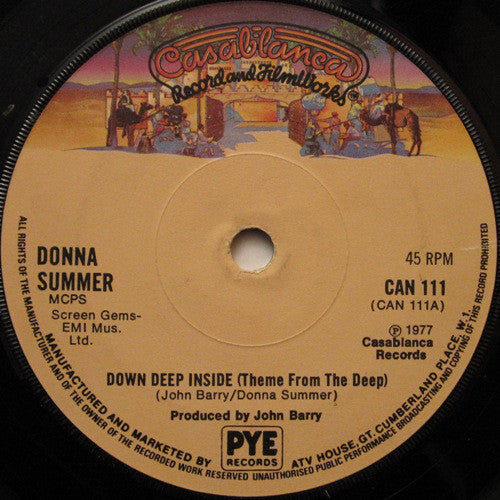 Casablanca
Record and FilmWorks
DONNA
SUMMER
MCPS
Screen Gems-
EMI Mus.
Ltd.
45 RPM
CAN 111
(CAN 111A)
℗ 1977
Casablanca
Records
DOWN DEEP INSIDE (Theme From The Deep)
(John Barry/Donna Summer)
Produced by John Barry
PYE
RECORDS
MANUFACTURED AND MARKETED BY
ATV HOUSE, GT. CUMBERLAND PLACE, W.1.
ALL RIGHTS OF THE MANUFACTURER AND OF THE OWNER OF THE RECORDED WORK RESERVED UNAUTHORISED PUBLIC PERFORMANCE BROADCASTING AND COPYING OF THIS RECORD PROHIBITED